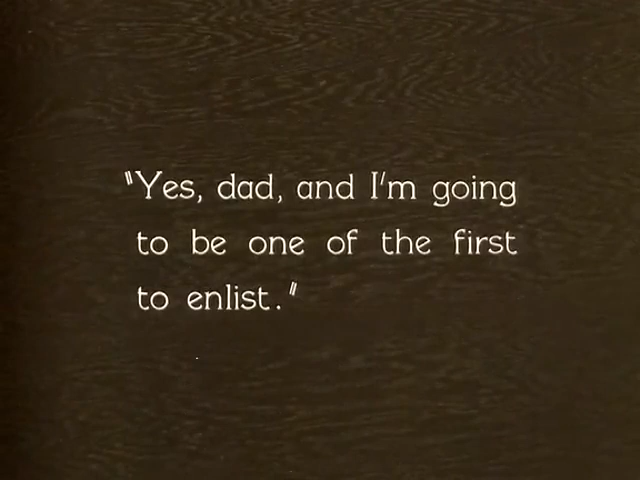 "Yes, dad, and I'm going
to be one of the first
to enlist."